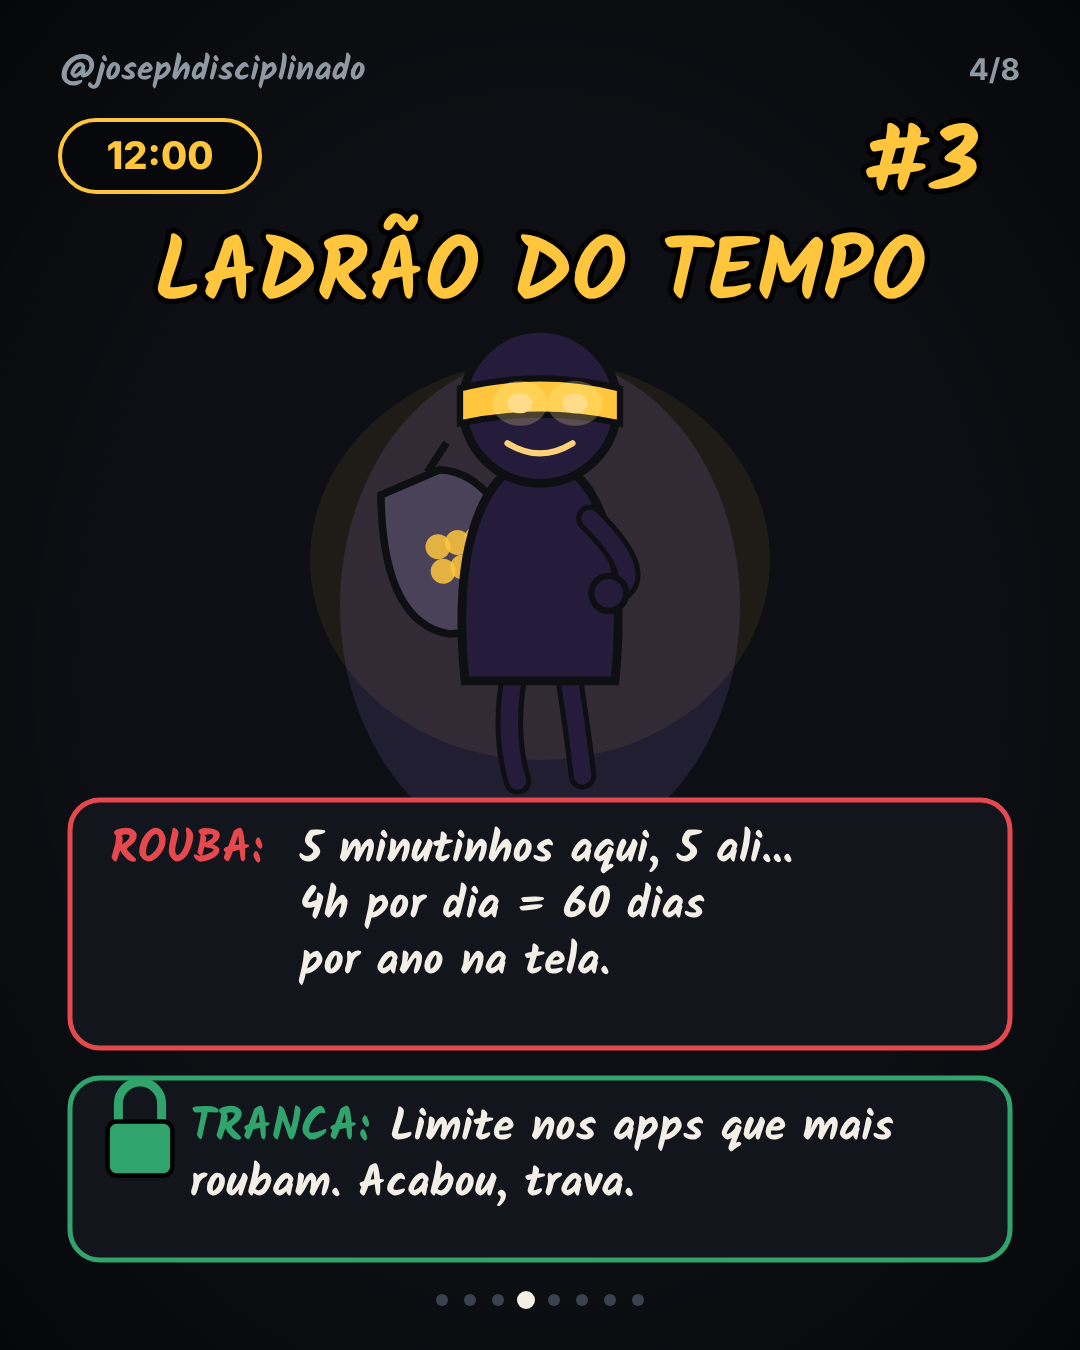 @josephdisciplinado
4/8
12:00
#3
LADRÃO DO TEMPO
ROUBA: 5 minutinhos aqui, 5 ali...
4h por dia = 60 dias
por ano na tela.
TRANCA: Limite nos apps que mais
roubam. Acabou, trava.